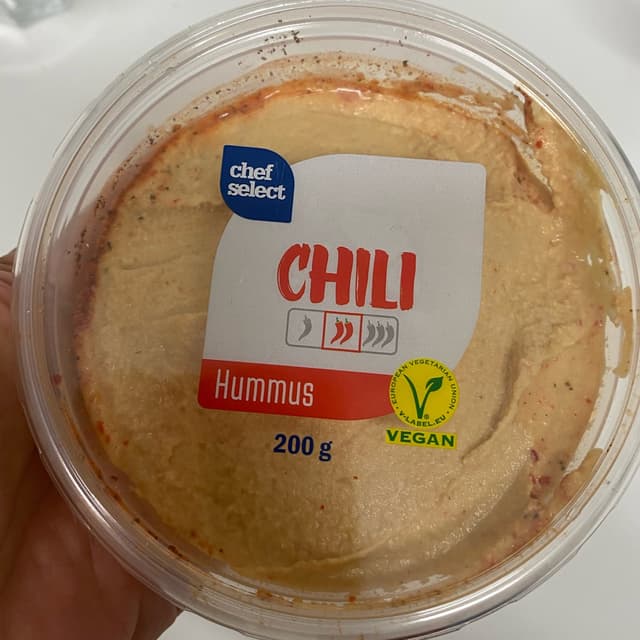 chef
select
CHILI
Hummus
200 g
EUROPEAN VEGETARIAN UNION
V-LABEL.EU
VEGAN